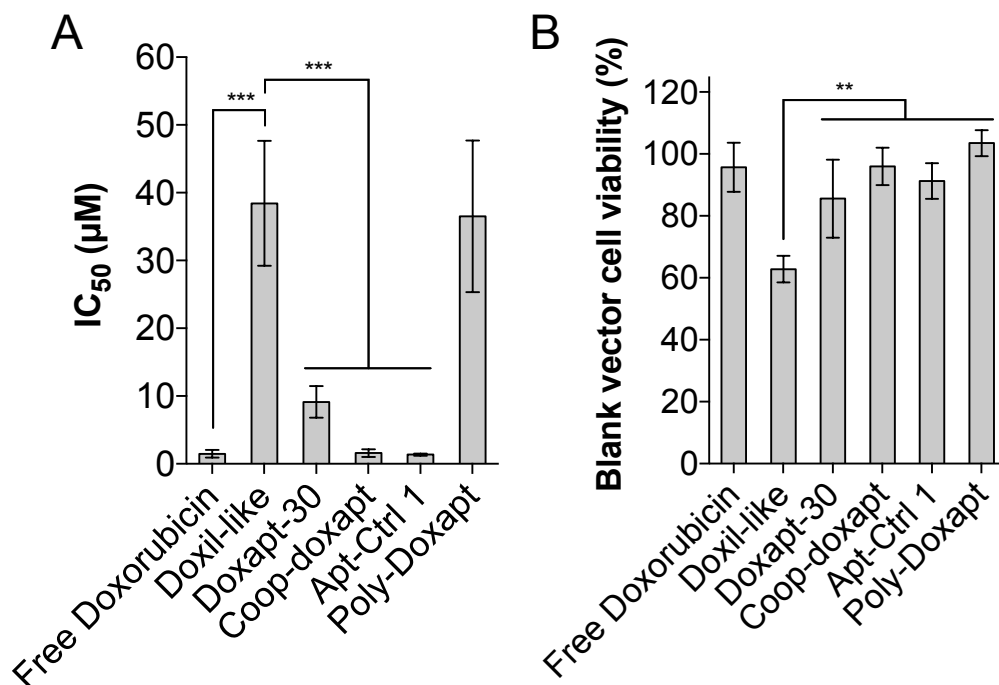 A
IC50 (µM)
60
50
40
30
20
10
0
***
***
Free Doxorubicin
Doxil-like
Doxapt-30
Coop-doxapt
Apt-Ctrl 1
Poly-Doxapt
B
Blank vector cell viability (%)
120
100
80
60
40
20
0
**
Free Doxorubicin
Doxil-like
Doxapt-30
Coop-doxapt
Apt-Ctrl 1
Poly-Doxapt